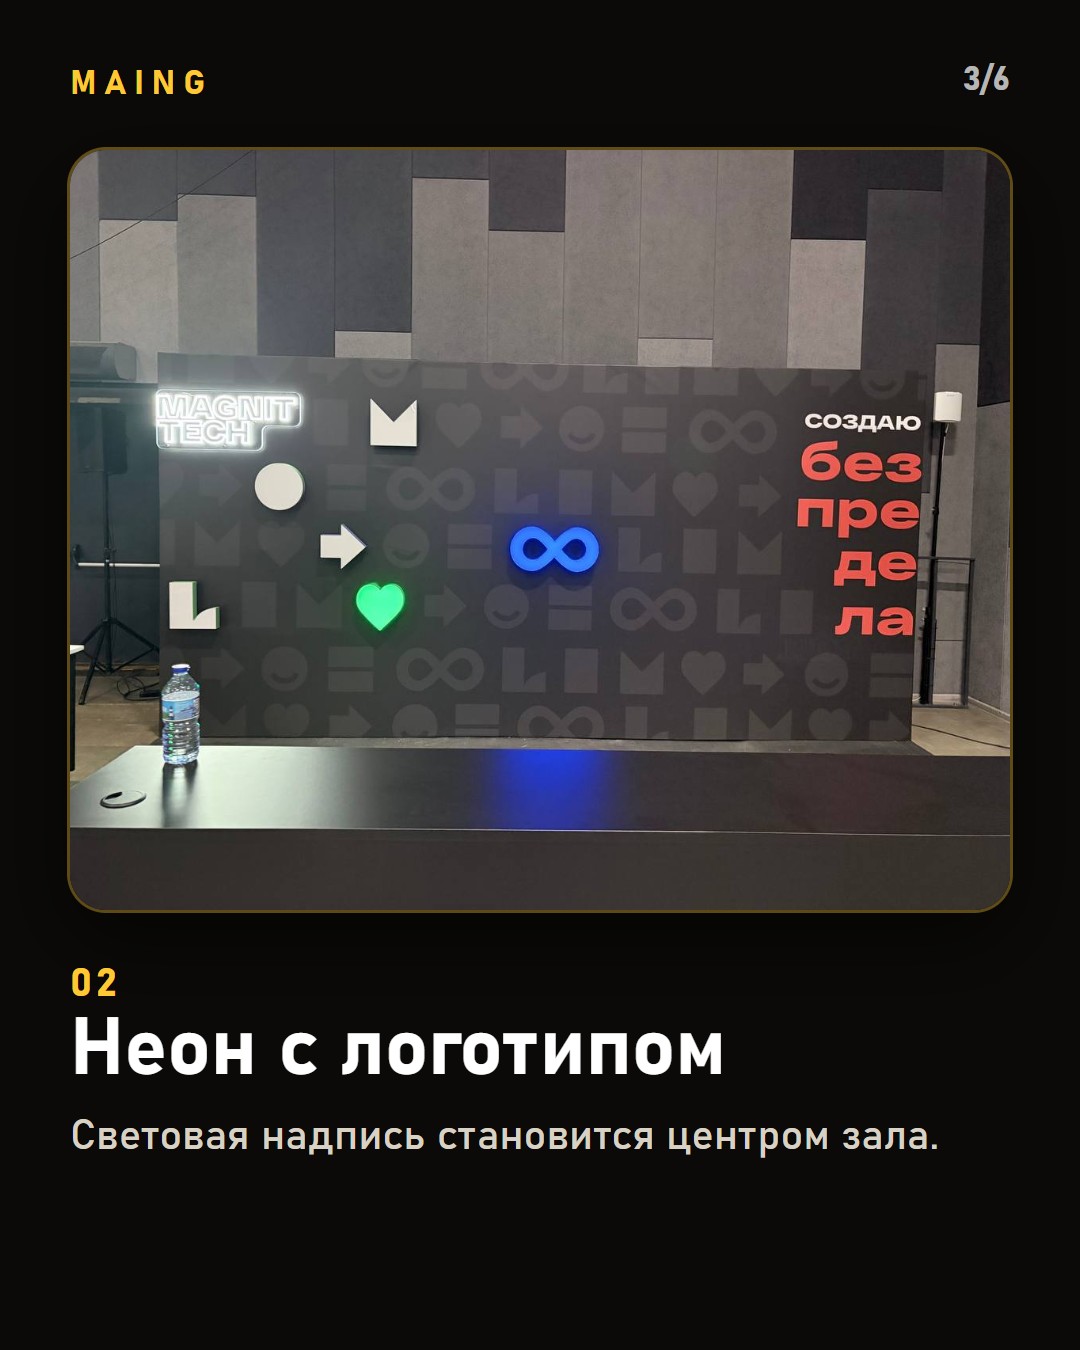 MAING
3/6
MAGNIT
TECH
СОЗДАЮ
без
пре
де
ла
02
Неон с логотипом
Световая надпись становится центром зала.